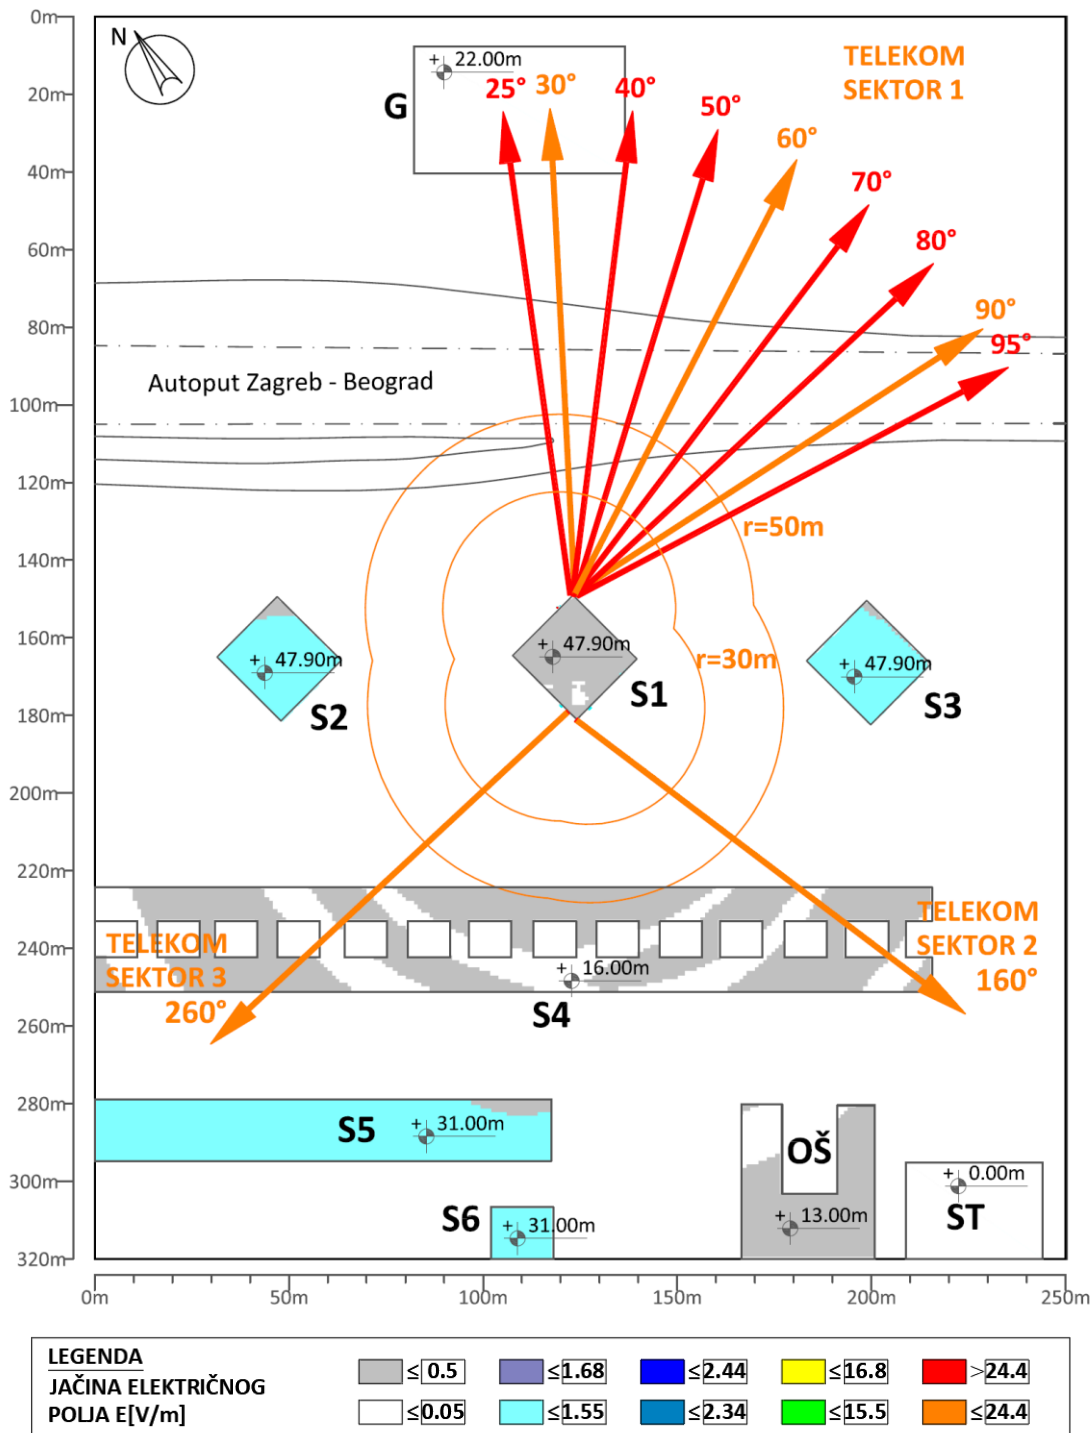 0m
20m
40m
60m
80m
100m
120m
140m
160m
180m
200m
220m
240m
260m
280m
300m
320m
N
+ 22.00m
G
TELEKOM
SEKTOR 1
25°
30°
40°
50°
60°
70°
80°
90°
95°
Autoput Zagreb - Beograd
r=50m
r=30m
+ 47.90m
S2
+ 47.90m
S1
+ 47.90m
S3
TELEKOM
SEKTOR 3
260°
+ 16.00m
S4
TELEKOM
SEKTOR 2
160°
S5
+ 31.00m
S6
+ 31.00m
OŠ
+ 13.00m
+ 0.00m
ST
0m 50m 100m 150m 200m 250m
LEGENDA
JAČINA ELEKTRIČNOG
POLJA E[V/m]
≤ 0.5 ≤1.68 ≤2.44 ≤16.8 >24.4
≤0.05 ≤1.55 ≤2.34 ≤15.5 ≤24.4